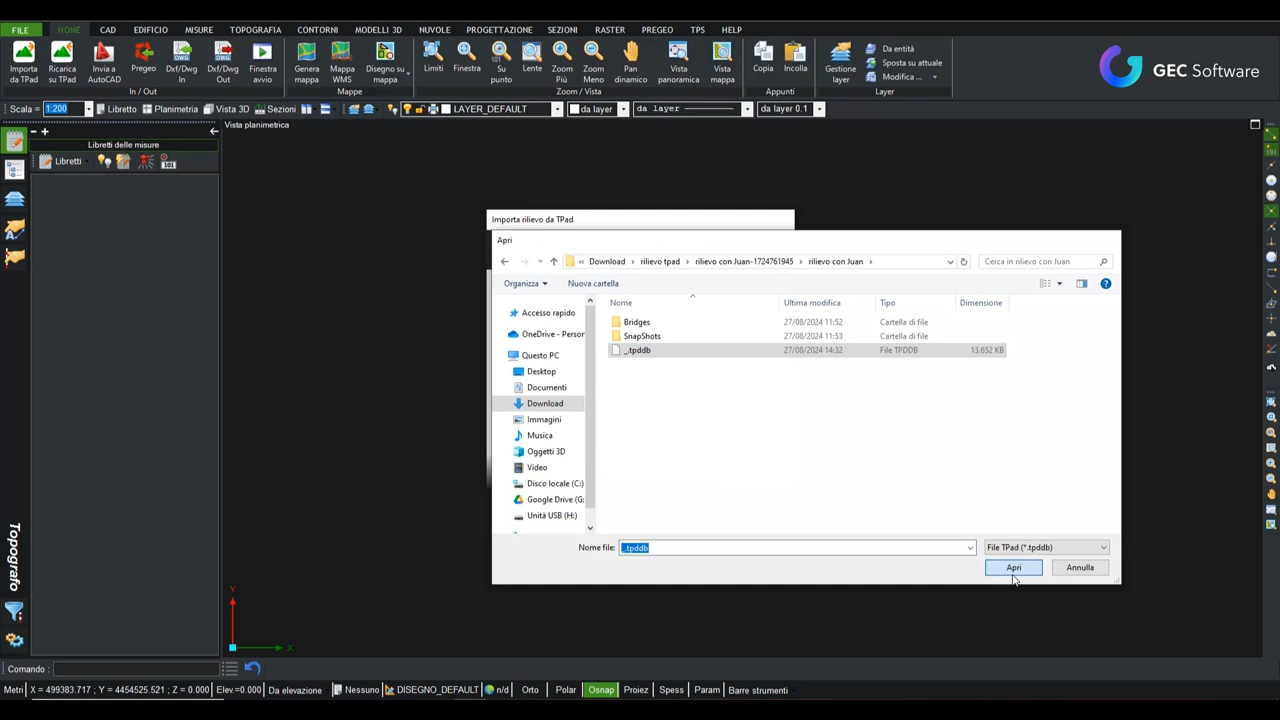 FILE HOME CAD EDIFICIO MISURE TOPOGRAFIA CONTORNI MODELLI 3D NUVOLE PROGETTAZIONE SEZIONI RASTER PREGEO TPS HELP
Importa da TPad
Ricarica su TPad
Invia a AutoCAD
Pregeo
Dxf/Dwg In
Dxf/Dwg Out
Finestra avvio
Genera mappa
Mappa WMS
Disegno su mappa
Limiti
Finestra
Su punto
Lente
Zoom Più
Zoom Meno
Pan dinamico
Vista panoramica
Vista mappa
Copia
Incolla
Gestione layer
Da entità
Sposta su attuale
Modifica ...
In / Out
Mappe
Zoom / Vista
Appunti
Layer
GEC Software
Scala = 1:200 Libretto Planimetria Vista 3D Sezioni LAYER_DEFAULT da layer da layer da layer 0.1
Vista planimetrica
Libretti delle misure
Libretti
Importa rilievo da TPad
Apri
« Download › rilievo tpad › rilievo con Juan-1724761945 › rilievo con Juan ›
Cerca in rilievo con Juan
Organizza Nuova cartella
Nome Ultima modifica Tipo Dimensione
Accesso rapido
OneDrive - Person
Questo PC
Desktop
Documenti
Download
Immagini
Musica
Oggetti 3D
Video
Disco locale (C:)
Google Drive (G:
Unità USB (H:)
Bridges 27/08/2024 11:52 Cartella di file
SnapShots 27/08/2024 11:53 Cartella di file
_.tpddb 27/08/2024 14:32 File TPDDB 13.652 KB
Nome file: _.tpddb File TPad (*.tpddb)
Apri Annulla
Topografo
Y
X
Comando :
Metri X = 499383.717 ; Y = 4454525.521 ; Z = 0.000 Elev.=0.000 Da elevazione Nessuno DISEGNO_DEFAULT n/d Orto Polar Osnap Proiez Spess Param Barre strumenti